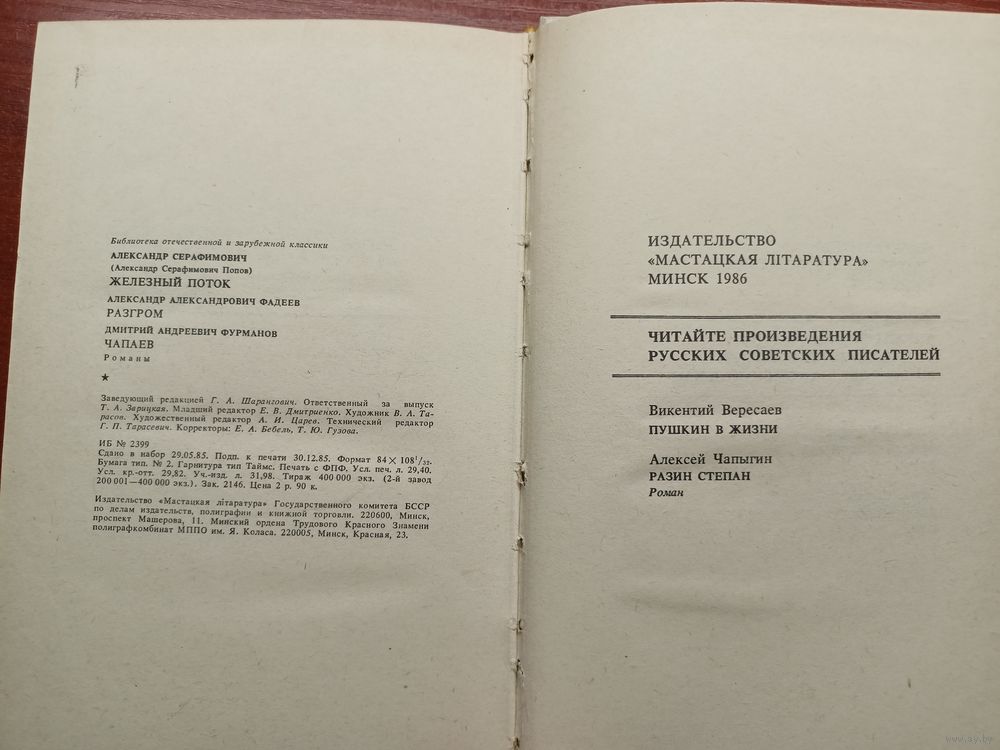 Библиотека отечественной и зарубежной классики
АЛЕКСАНДР СЕРАФИМОВИЧ
(Александр Серафимович Попов)
ЖЕЛЕЗНЫЙ ПОТОК
АЛЕКСАНДР АЛЕКСАНДРОВИЧ ФАДЕЕВ
РАЗГРОМ
ДМИТРИЙ АНДРЕЕВИЧ ФУРМАНОВ
ЧАПАЕВ
Романы
★
Заведующий редакцией Г. А. Шарангович. Ответственный за выпуск
Т. А. Зарицкая. Младший редактор Е. В. Дмитриенко. Художник В. А. Та-
расов. Художественный редактор А. И. Царев. Технический редактор
Г. П. Тарасевич. Корректоры: Е. А. Бебель, Т. Ю. Гузова.
ИБ № 2399
Сдано в набор 29.05.85. Подп. к печати 30.12.85. Формат 84 × 108¹/₃₂.
Бумага тип. № 2. Гарнитура тип Таймс. Печать с ФПФ. Усл. печ. л. 29,40.
Усл. кр.-отт. 29,82. Уч.-изд. л. 31,98. Тираж 400 000 экз. (2-й завод
200 001—400 000 экз.). Зак. 2146. Цена 2 р. 90 к.
Издательство «Мастацкая літаратура» Государственного комитета БССР
по делам издательств, полиграфии и книжной торговли. 220600, Минск,
проспект Машерова, 11. Минский ордена Трудового Красного Знамени
полиграфкомбинат МППО им. Я. Коласа. 220005, Минск, Красная, 23.
ИЗДАТЕЛЬСТВО
«МАСТАЦКАЯ ЛІТАРАТУРА»
МИНСК 1986
ЧИТАЙТЕ ПРОИЗВЕДЕНИЯ
РУССКИХ СОВЕТСКИХ ПИСАТЕЛЕЙ
Викентий Вересаев
ПУШКИН В ЖИЗНИ
Алексей Чапыгин
РАЗИН СТЕПАН
Роман
www.ay.by